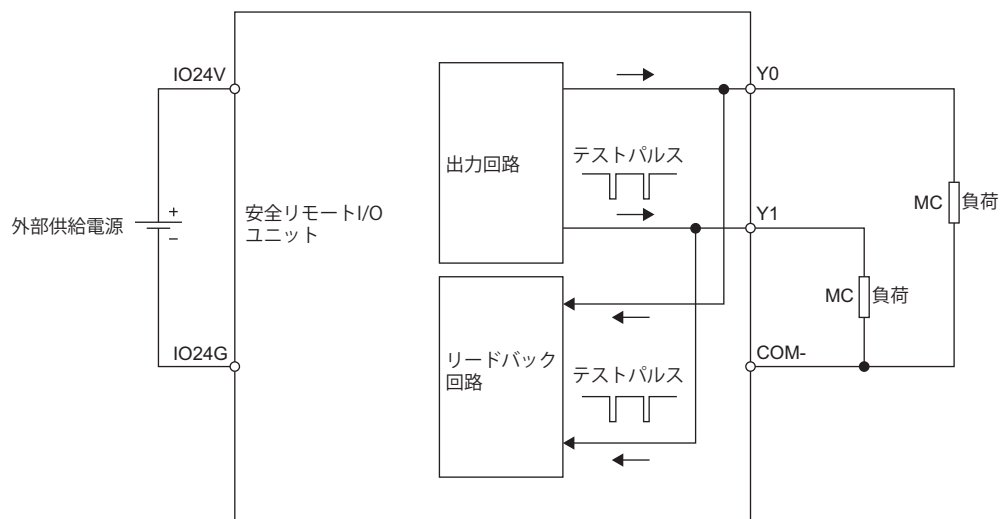 IO24V
Y0
出力回路
テストパルス
安全リモートI/O
ユニット
外部供給電源
+
−
Y1
MC 負荷
MC 負荷
IO24G
COM-
リードバック
回路
テストパルス